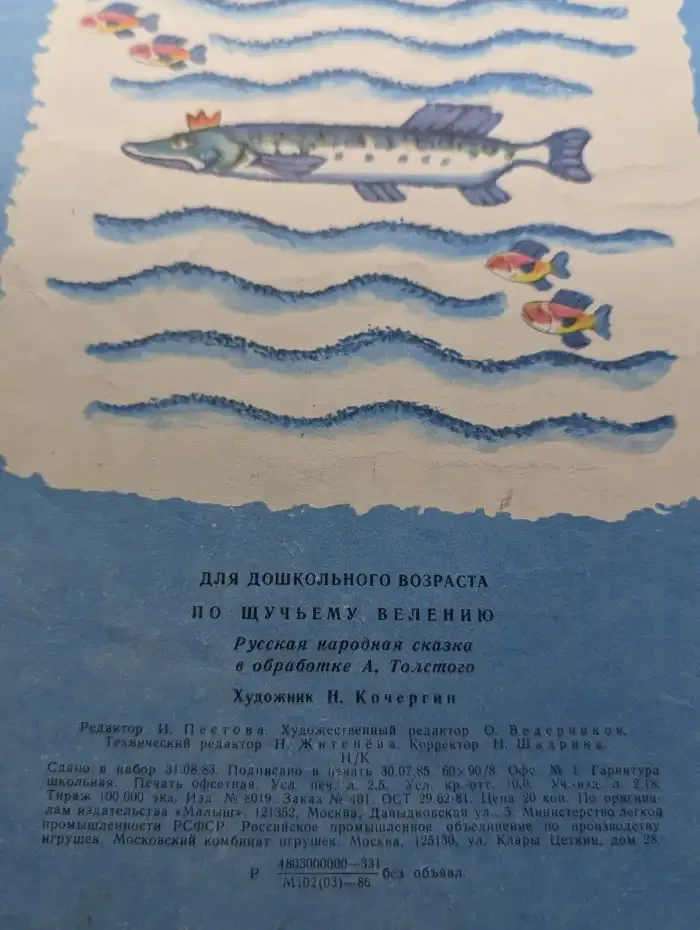 ДЛЯ ДОШКОЛЬНОГО ВОЗРАСТА
ПО ЩУЧЬЕМУ ВЕЛЕНИЮ
Русская народная сказка
в обработке А. Толстого
Художник Н. Кочергин
Редактор И. Пестова. Художественный редактор О. Ведерников.
Технический редактор Н. Житенёва. Корректор Н. Шадрина.
Н/К
Сдано в набор 31.08.83. Подписано в печать 30.07.85. 60×90/8. Офс. № 1. Гарнитура
школьная. Печать офсетная. Усл. печ. л. 2,5. Усл. кр.-отт. 10,0. Уч.-изд. л. 2,18.
Тираж 100 000 экз. Изд. № 8019. Заказ № 401. ОСТ 29.62-81. Цена 20 коп. По оригина-
лам издательства «Малыш». 121352, Москва, Давыдковская ул., 5. Министерство легкой
промышленности РСФСР. Российское промышленное объединение по производству
игрушек. Московский комбинат игрушек. Москва, 125130, ул. Клары Цеткин, дом 28.
Р 4803000000—331 без объявл.
М102(03)—86